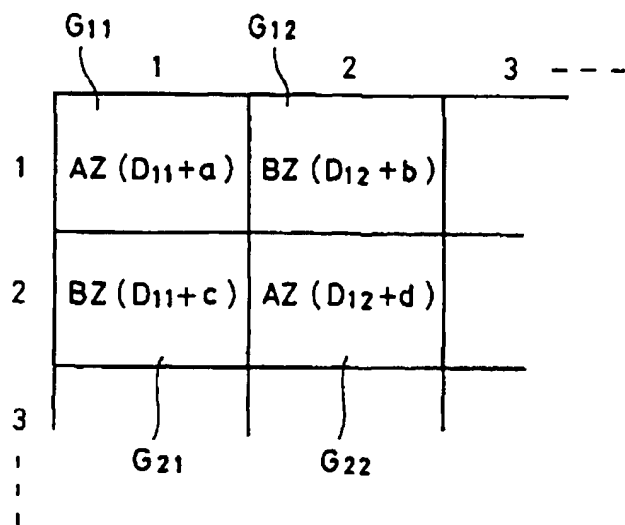 G11 G12
1 2 3 ---
1 AZ (D11+a) BZ (D12+b)
2 BZ (D11+c) AZ (D12+d)
3
G21 G22